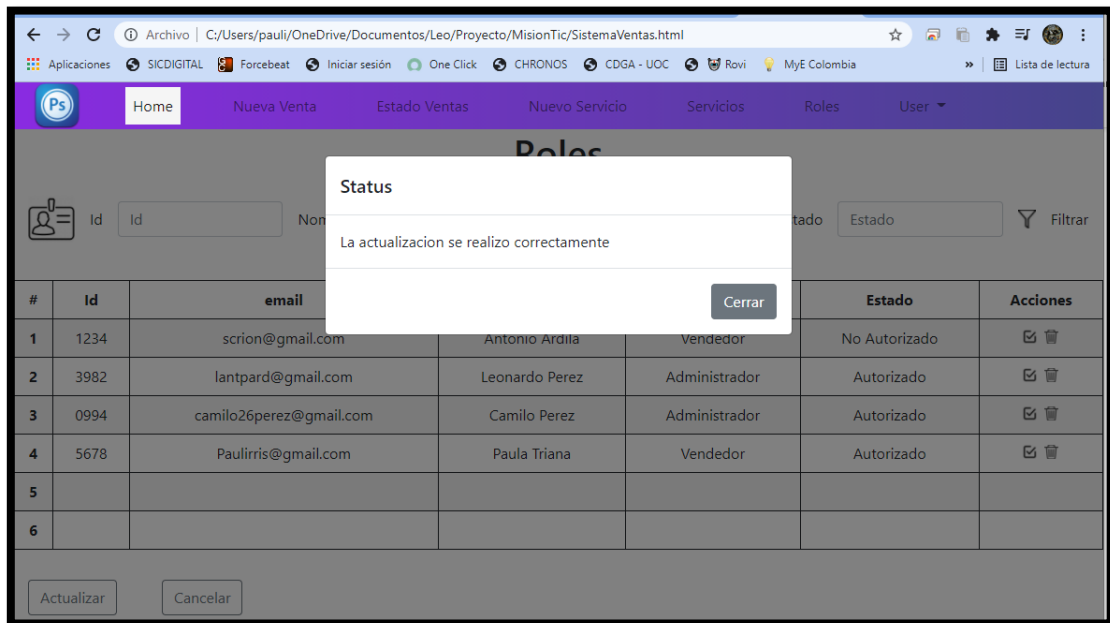 Archivo | C:/Users/pauli/OneDrive/Documentos/Leo/Proyecto/MisionTic/SistemaVentas.html
Aplicaciones SICDIGITAL Forcebeat Iniciar sesión One Click CHRONOS CDGA - UOC Rovi MyE Colombia » Lista de lectura
Ps Home Nueva Venta Estado Ventas Nuevo Servicio Servicios Roles User
Roles
Status
Id Id Filtrar
Estado
La actualizacion se realizo correctamente
Cerrar
# Id email Estado Acciones
1 1234 scrion@gmail.com Antonio Ardila Vendedor No Autorizado
2 3982 lantpard@gmail.com Leonardo Perez Administrador Autorizado
3 0994 camilo26perez@gmail.com Camilo Perez Administrador Autorizado
4 5678 Paulirris@gmail.com Paula Triana Vendedor Autorizado
5
6
Actualizar Cancelar